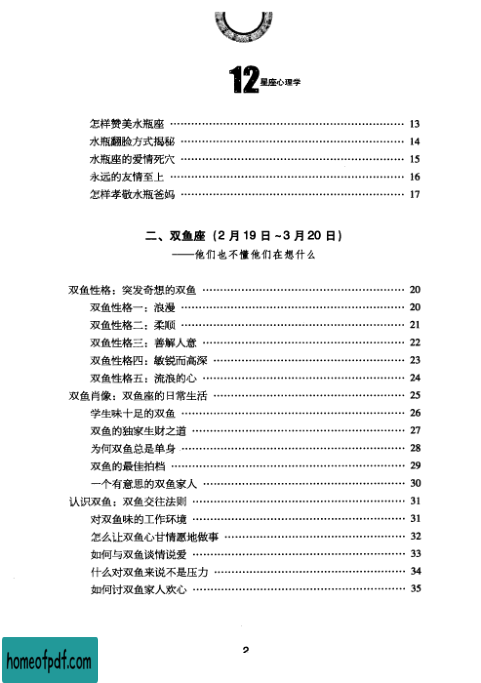 12 星座心理学
怎样赞美水瓶座 13
水瓶翻脸方式揭秘 14
水瓶座的爱情死穴 15
永远的友情至上 16
怎样孝敬水瓶爸妈 17
二、双鱼座（2月19日~3月20日）
——他们也不懂他们在想什么
双鱼性格：突发奇想的双鱼 20
双鱼性格一：浪漫 20
双鱼性格二：柔顺 21
双鱼性格三：善解人意 22
双鱼性格四：敏锐而高深 23
双鱼性格五：流浪的心 24
双鱼肖像：双鱼座的日常生活 25
学生味十足的双鱼 26
双鱼的独家生财之道 27
为何双鱼总是单身 28
双鱼的最佳拍档 29
一个有意思的双鱼家人 30
认识双鱼：双鱼交往法则 31
对双鱼味的工作环境 31
怎么让双鱼心甘情愿地做事 32
如何与双鱼谈情说爱 33
什么对双鱼来说不是压力 34
如何讨双鱼家人欢心 35
2
homeofpdf.com